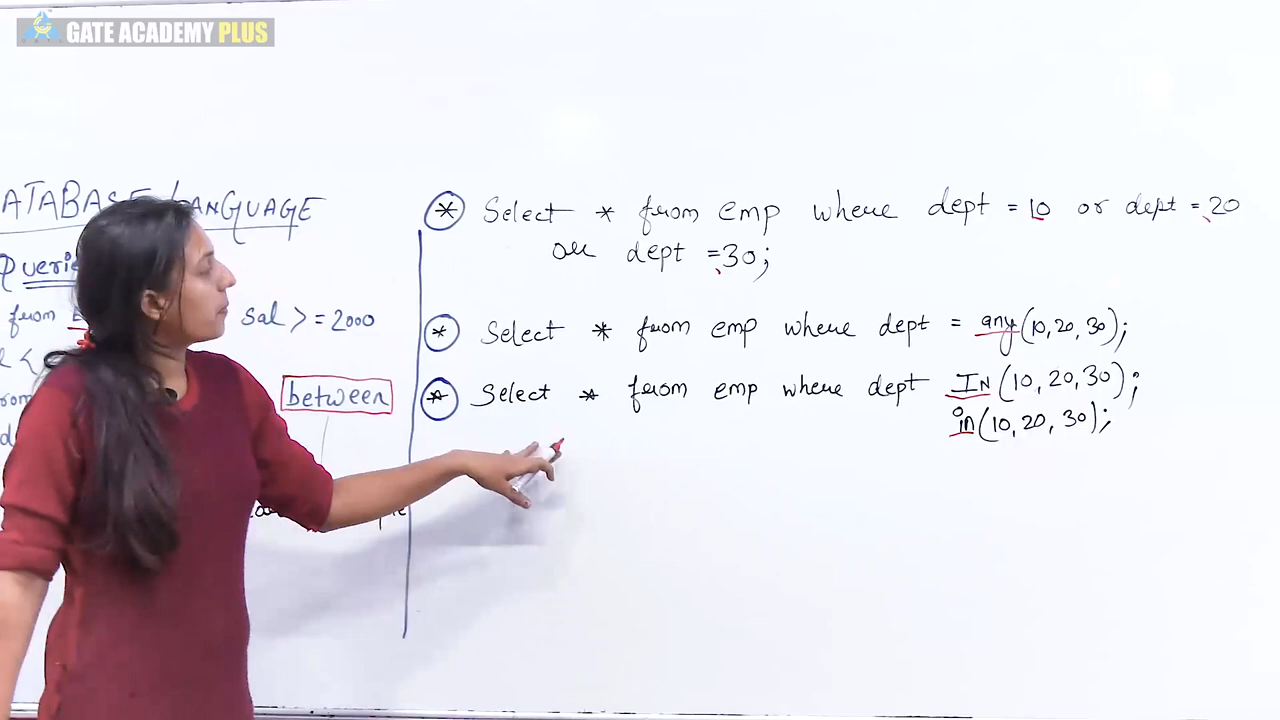 GATE ACADEMY PLUS
ATABASE LANGUAGE
Queri
from
sal >= 2000
between
⊛ Select * from emp where dept = 10 or dept = 20
or dept = 30;
⊛ Select * from emp where dept = any(10, 20, 30);
⊛ Select * from emp where dept IN(10, 20, 30);
in(10, 20, 30);